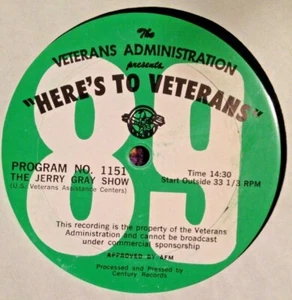 The
VETERANS ADMINISTRATION
presents
"HERE'S TO VETERANS"
89
PROGRAM NO. 1151
THE JERRY GRAY SHOW
(U.S. Veterans Assistance Centers)
Time 14:30
Start Outside 33 1/3 RPM
This recording is the property of the Veterans
Administration and cannot be broadcast
under commercial sponsorship
APPROVED BY AFM
Processed and Pressed by
Century Records